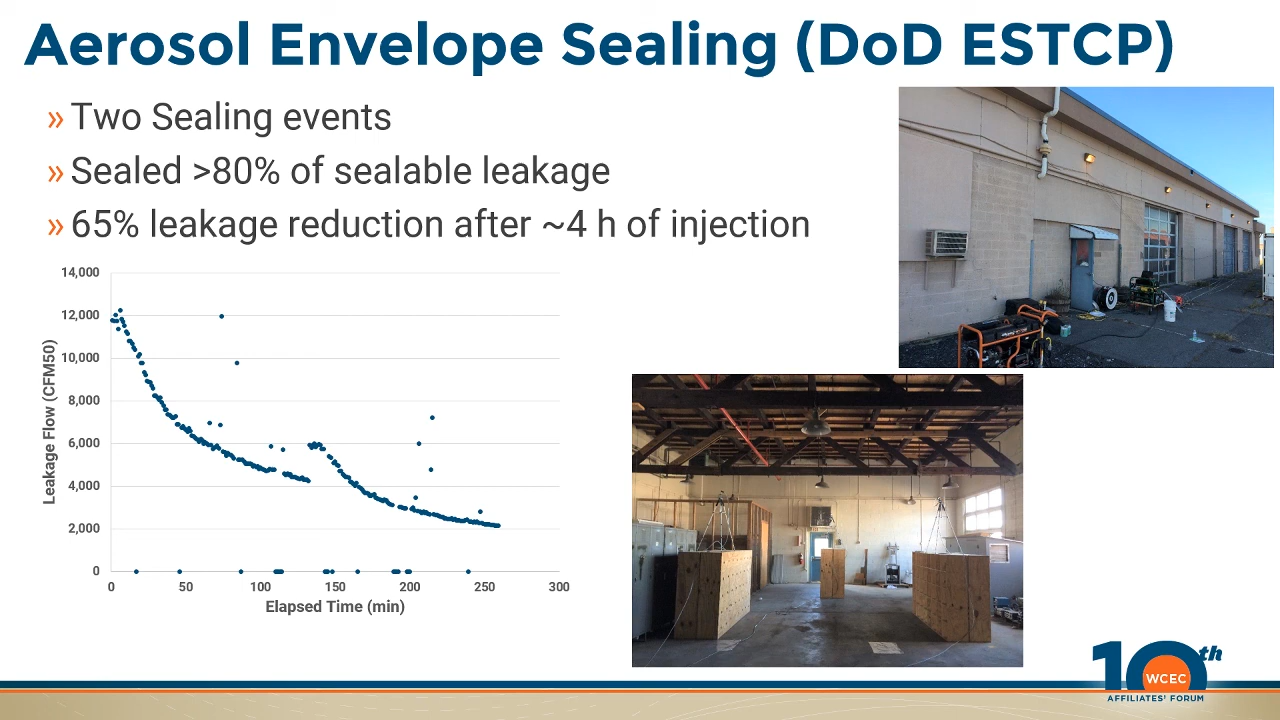 Aerosol Envelope Sealing (DoD ESTCP)
» Two Sealing events
» Sealed >80% of sealable leakage
» 65% leakage reduction after ~4 h of injection
14,000
12,000
10,000
8,000
6,000
4,000
2,000
0
Leakage Flow (CFM50)
0 50 100 150 200 250 300
Elapsed Time (min)
10th
WCEC
AFFILIATES' FORUM